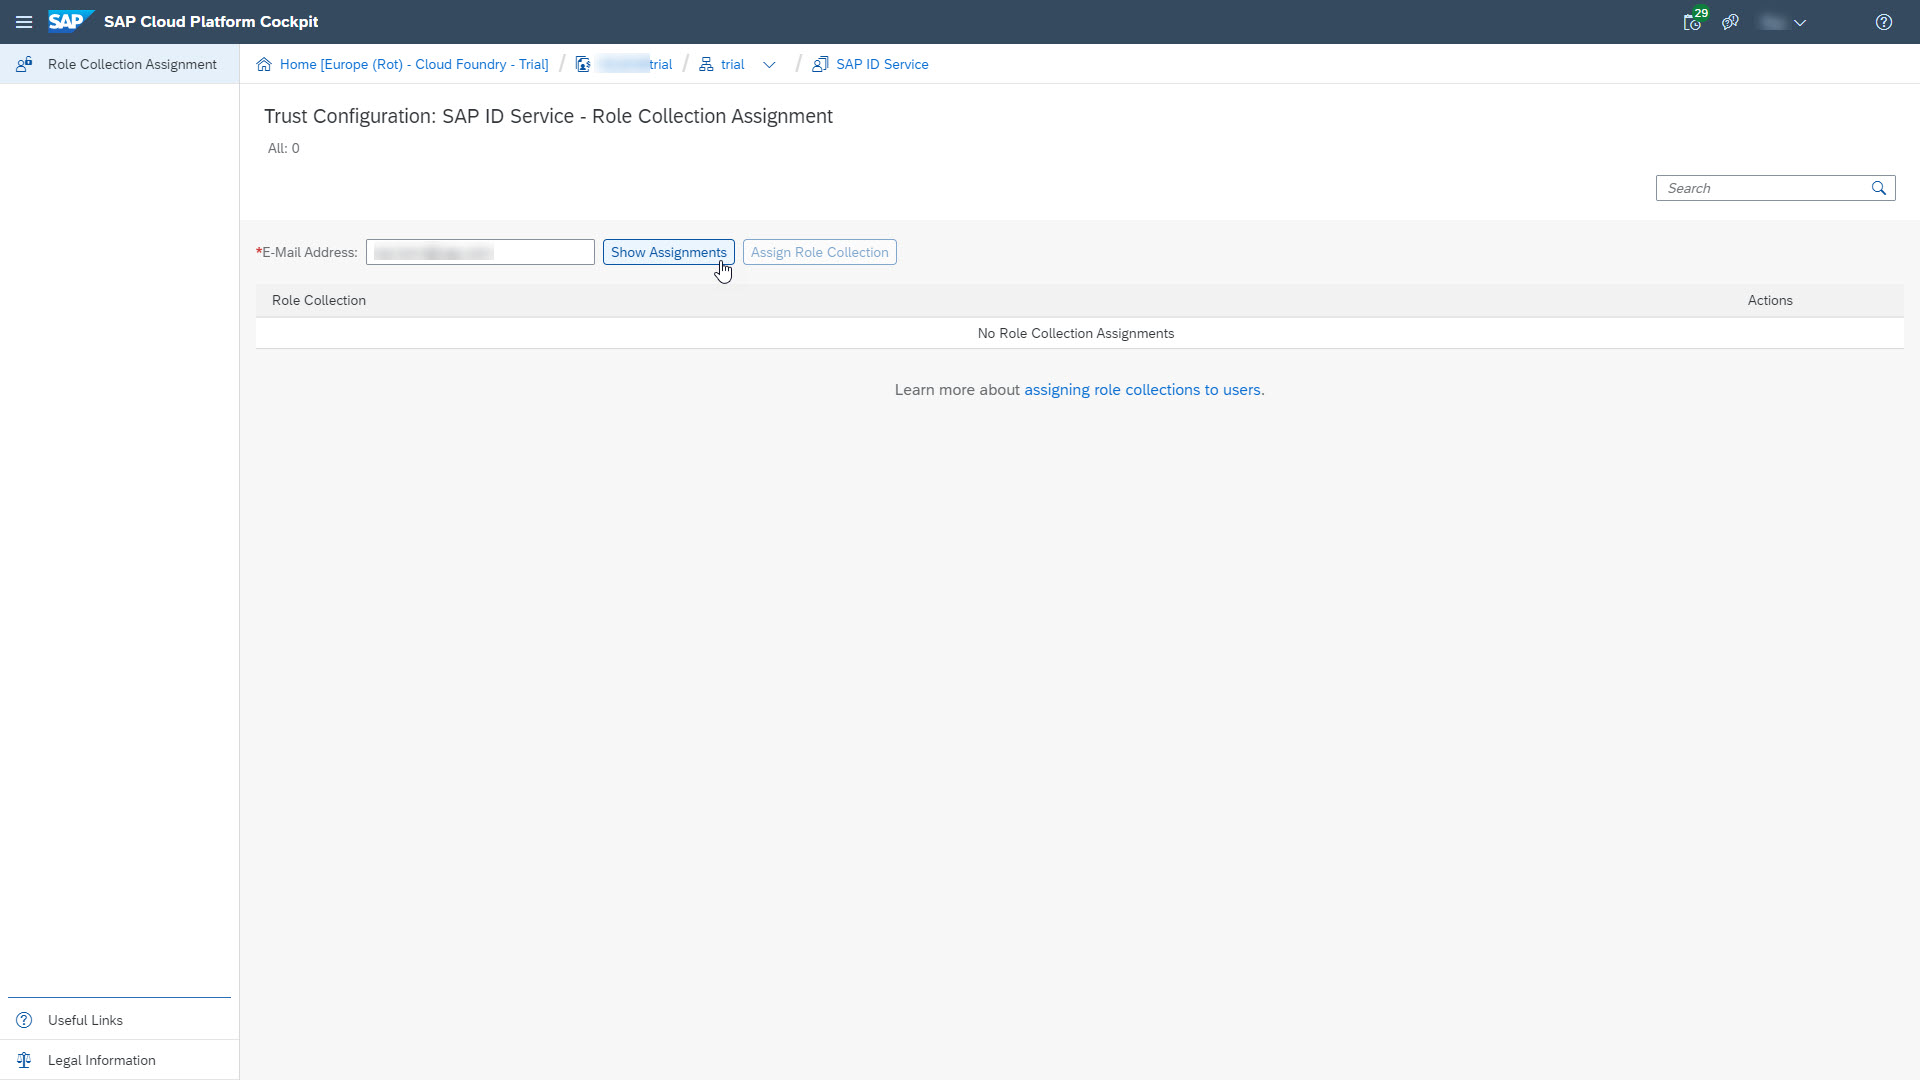 SAP SAP Cloud Platform Cockpit
29
Role Collection Assignment
Home [Europe (Rot) - Cloud Foundry - Trial] / trial / trial / SAP ID Service
Trust Configuration: SAP ID Service - Role Collection Assignment
All: 0
Search
*E-Mail Address: Show Assignments Assign Role Collection
Role Collection Actions
No Role Collection Assignments
Learn more about assigning role collections to users.
Useful Links
Legal Information